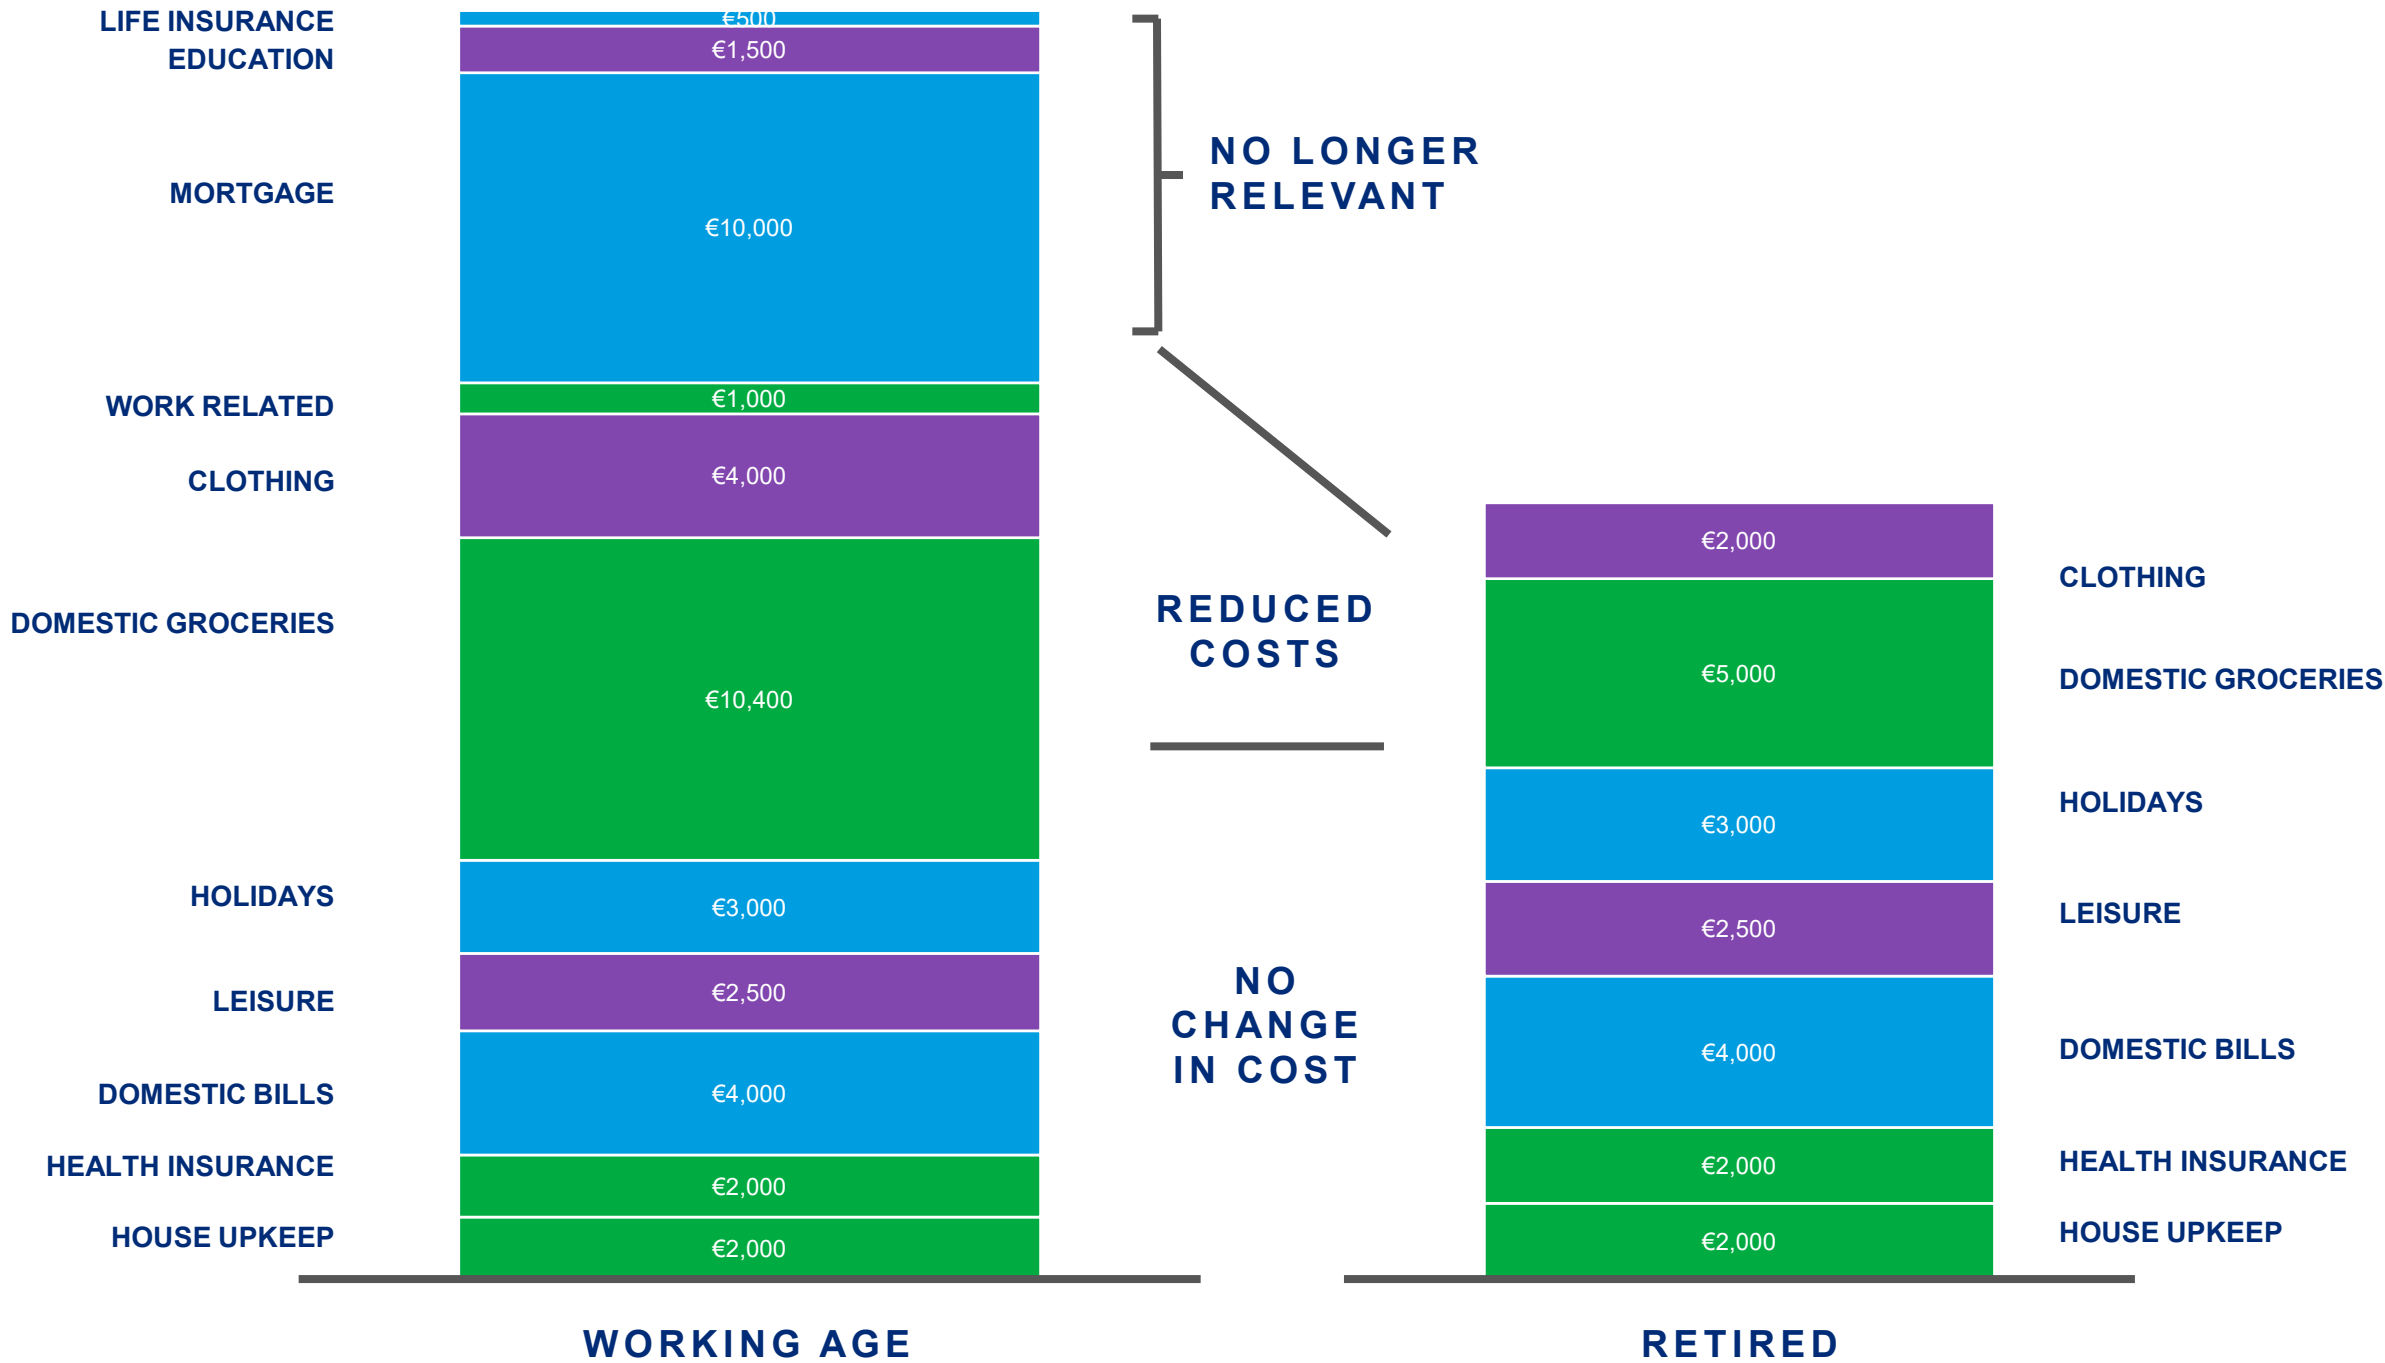 LIFE INSURANCE
EDUCATION
MORTGAGE
WORK RELATED
CLOTHING
DOMESTIC GROCERIES
HOLIDAYS
LEISURE
DOMESTIC BILLS
HEALTH INSURANCE
HOUSE UPKEEP
€500
€1,500
€10,000
€1,000
€4,000
€10,400
€3,000
€2,500
€4,000
€2,000
€2,000
WORKING AGE
NO LONGER
RELEVANT
REDUCED
COSTS
NO
CHANGE
IN COST
€2,000
€5,000
€3,000
€2,500
€4,000
€2,000
€2,000
RETIRED
CLOTHING
DOMESTIC GROCERIES
HOLIDAYS
LEISURE
DOMESTIC BILLS
HEALTH INSURANCE
HOUSE UPKEEP